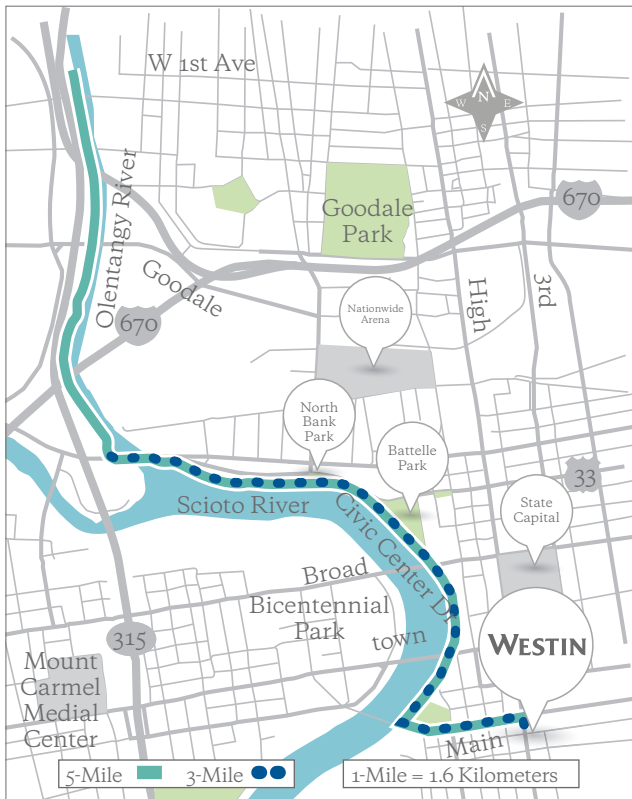 W 1st Ave
N
W
E
S
Olentangy River
Goodale
Park
670
Goodale
High
3rd
670
Nationwide
Arena
North
Bank
Park
Battelle
Park
33
State
Capital
Scioto River
Civic Center Dr
Broad
Bicentennial
Park
town
315
WESTIN
Mount
Carmel
Medial
Center
Main
5-Mile
3-Mile
1-Mile = 1.6 Kilometers